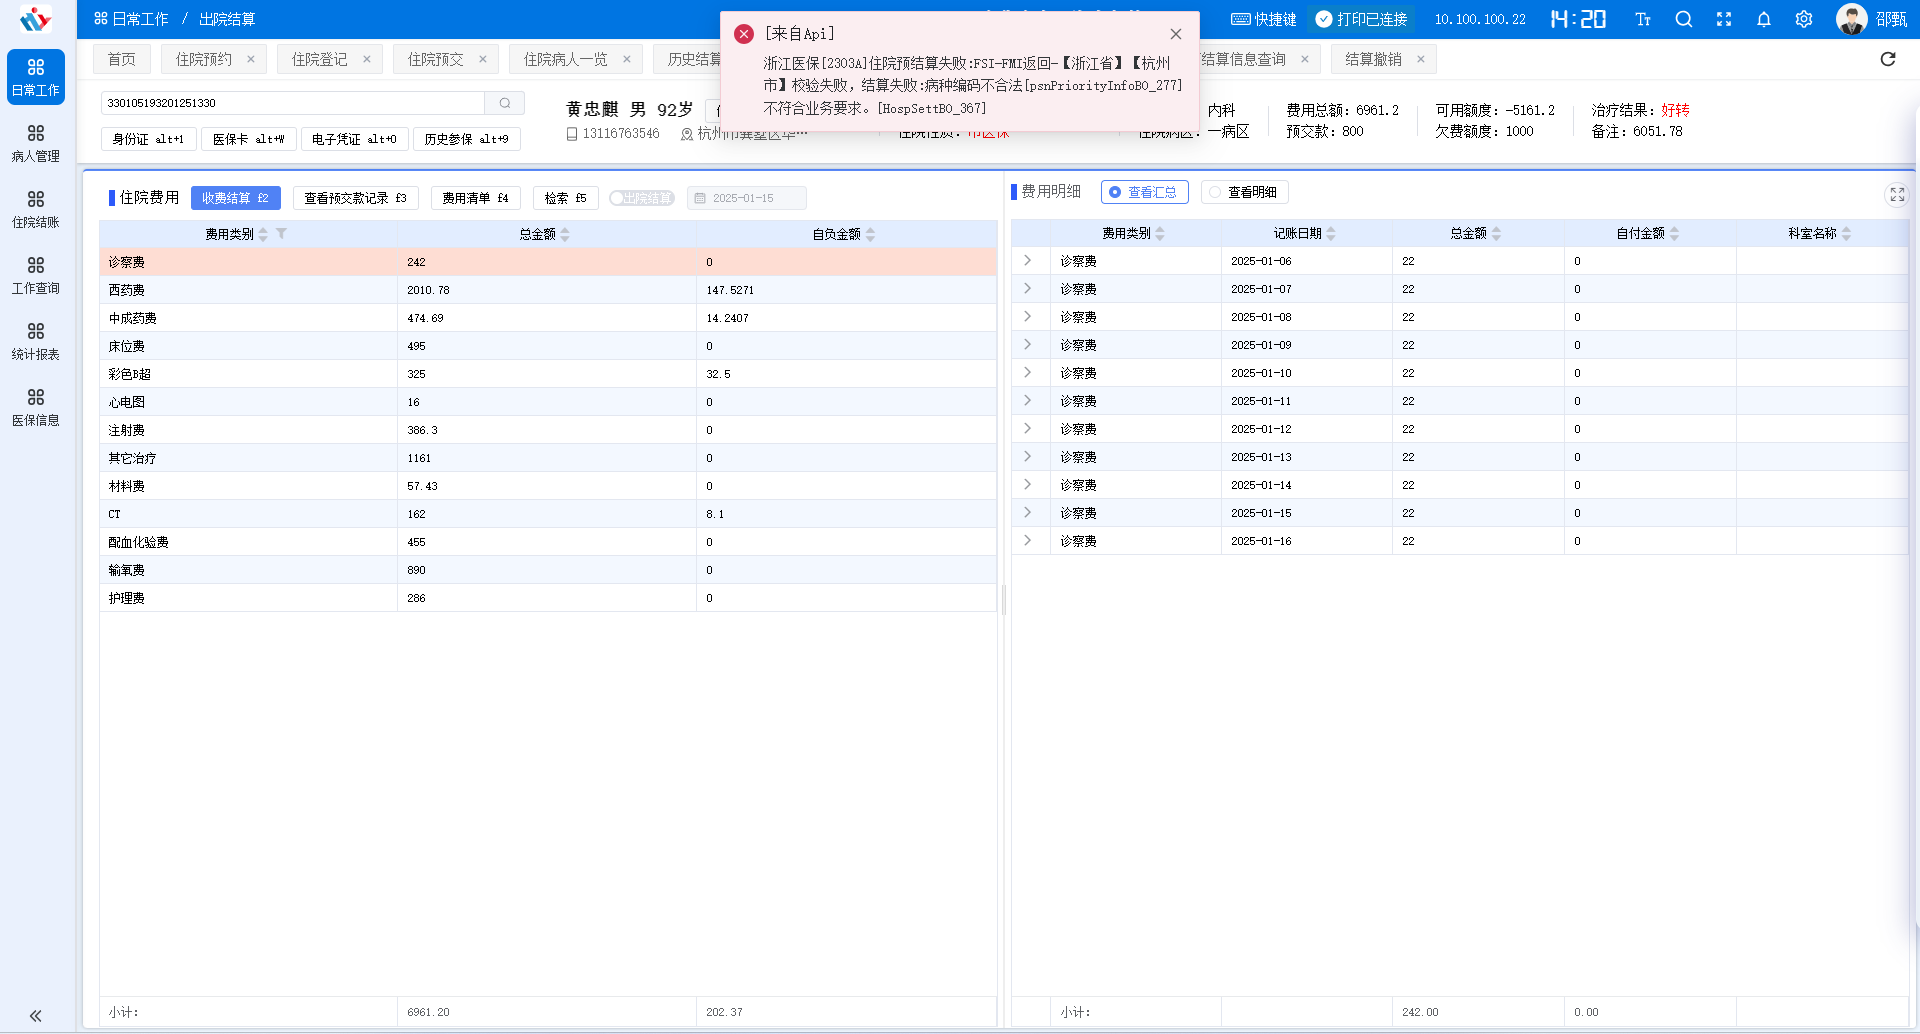 日常工作 / 出院结算
快捷键
打印已连接
10.100.100.22
14:20
邵甄
首页
住院预约
住院登记
住院预交
住院病人一览
历史结算
结算信息查询
结算撤销
[来自Api]
浙江医保[2303A]住院预结算失败:FSI-FMI返回-【浙江省】【杭州
市】校验失败，结算失败:病种编码不合法[psnPriorityInfoBO_277]
不符合业务要求。[HospSettBO_367]
日常工作
病人管理
住院结账
工作查询
统计报表
医保信息
330105193201251330
身份证 alt+1
医保卡 alt+W
电子凭证 alt+O
历史参保 alt+9
黄忠麒 男 92岁
13116763546
杭州市拱墅区华…
住院性质: 市医保
内科
住院病区: 一病区
费用总额: 6961.2
预交款: 800
可用额度: -5161.2
欠费额度: 1000
治疗结果: 好转
备注: 6051.78
住院费用
收费结算 f2
查看预交款记录 f3
费用清单 f4
检索 f5
出院结算
2025-01-15
费用类别 总金额 自负金额
诊察费 242 0
西药费 2010.78 147.5271
中成药费 474.69 14.2407
床位费 495 0
彩色B超 325 32.5
心电图 16 0
注射费 386.3 0
其它治疗 1161 0
材料费 57.43 0
CT 162 8.1
配血化验费 455 0
输氧费 890 0
护理费 286 0
小计: 6961.20 202.37
费用明细
查看汇总
查看明细
费用类别 记账日期 总金额 自付金额 科室名称
诊察费 2025-01-06 22 0
诊察费 2025-01-07 22 0
诊察费 2025-01-08 22 0
诊察费 2025-01-09 22 0
诊察费 2025-01-10 22 0
诊察费 2025-01-11 22 0
诊察费 2025-01-12 22 0
诊察费 2025-01-13 22 0
诊察费 2025-01-14 22 0
诊察费 2025-01-15 22 0
诊察费 2025-01-16 22 0
小计: 242.00 0.00